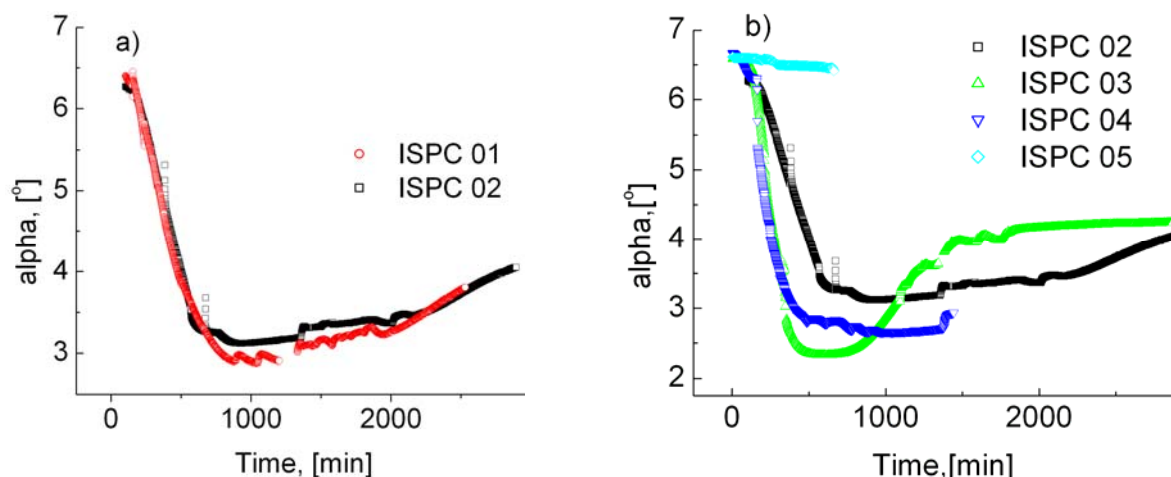 a)
7
6
5
4
3
alpha, [°]
ISPC 01
ISPC 02
0
1000
2000
Time, [min]
b)
7
6
5
4
3
2
alpha,[°]
ISPC 02
ISPC 03
ISPC 04
ISPC 05
0
1000
2000
Time,[min]